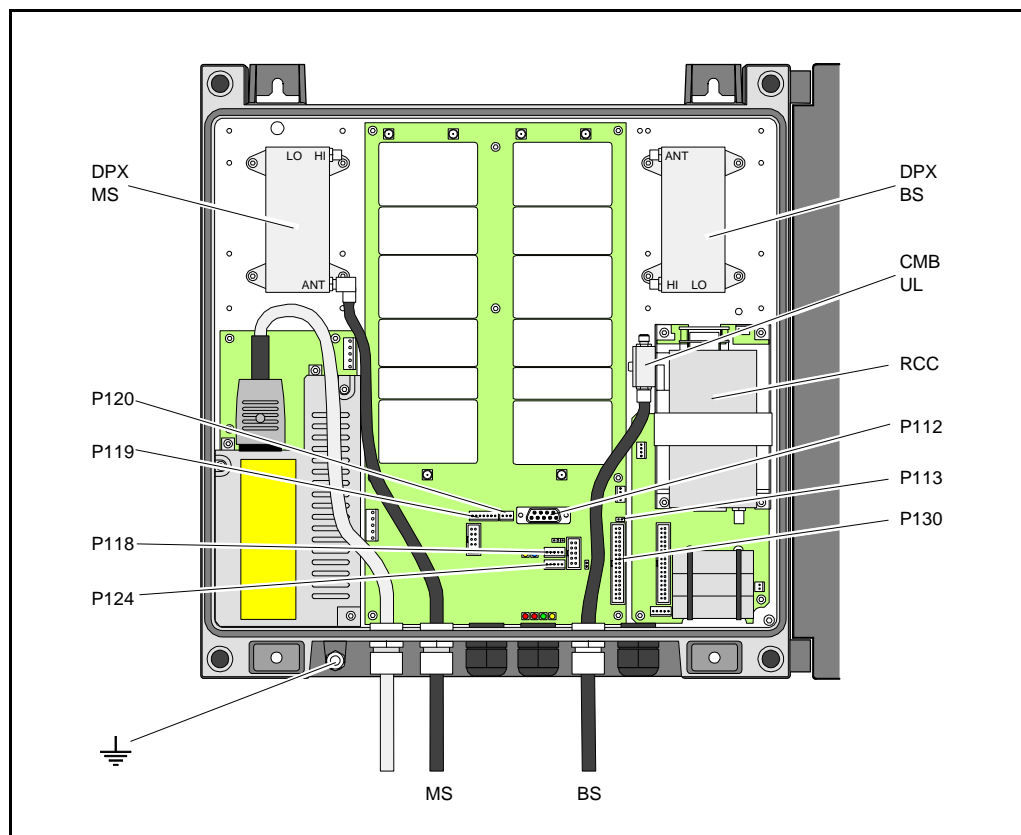 LO HI
ANT
DPX
MS
DPX
BS
ANT
HI LO
CMB
UL
RCC
P120
P112
P119
P113
P118
P130
P124
MS
BS